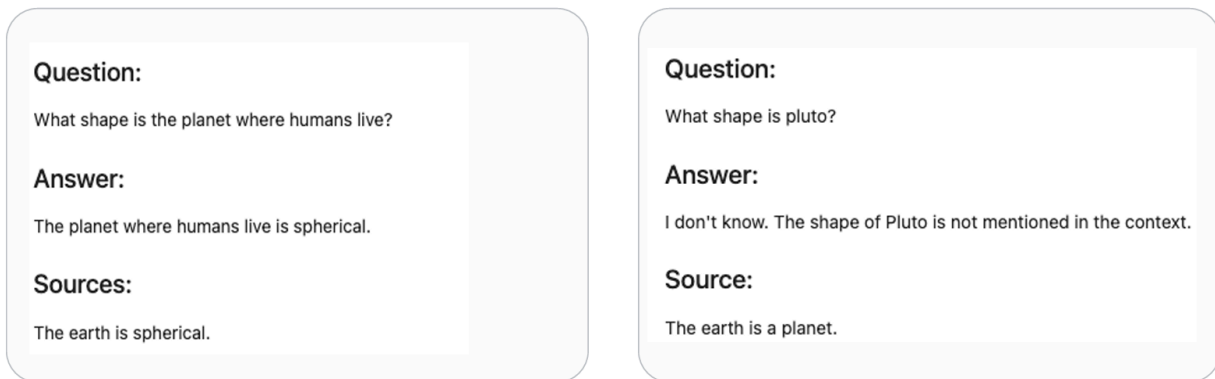 Question:
What shape is the planet where humans live?
Answer:
The planet where humans live is spherical.
Sources:
The earth is spherical.
Question:
What shape is pluto?
Answer:
I don't know. The shape of Pluto is not mentioned in the context.
Source:
The earth is a planet.